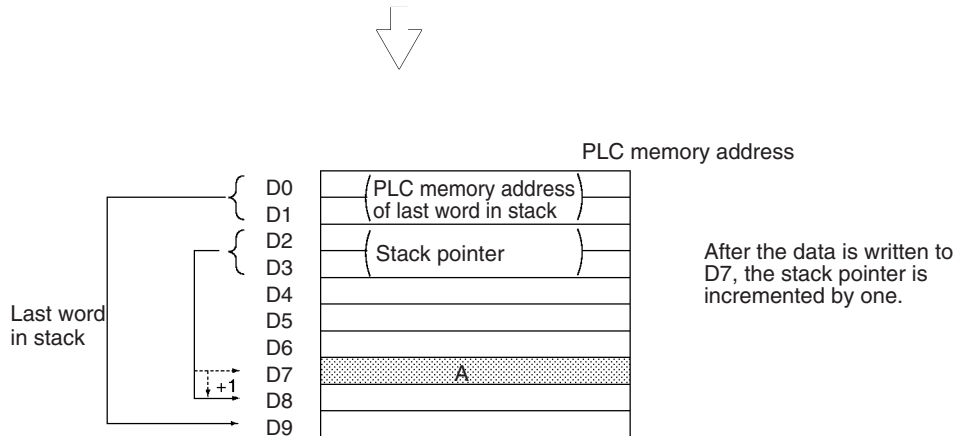 PLC memory address
D0
PLC memory address
of last word in stack
D1
D2
Stack pointer
D3
After the data is written to
D7, the stack pointer is
incremented by one.
D4
Last word
in stack
D5
D6
D7
A
+1
D8
D9